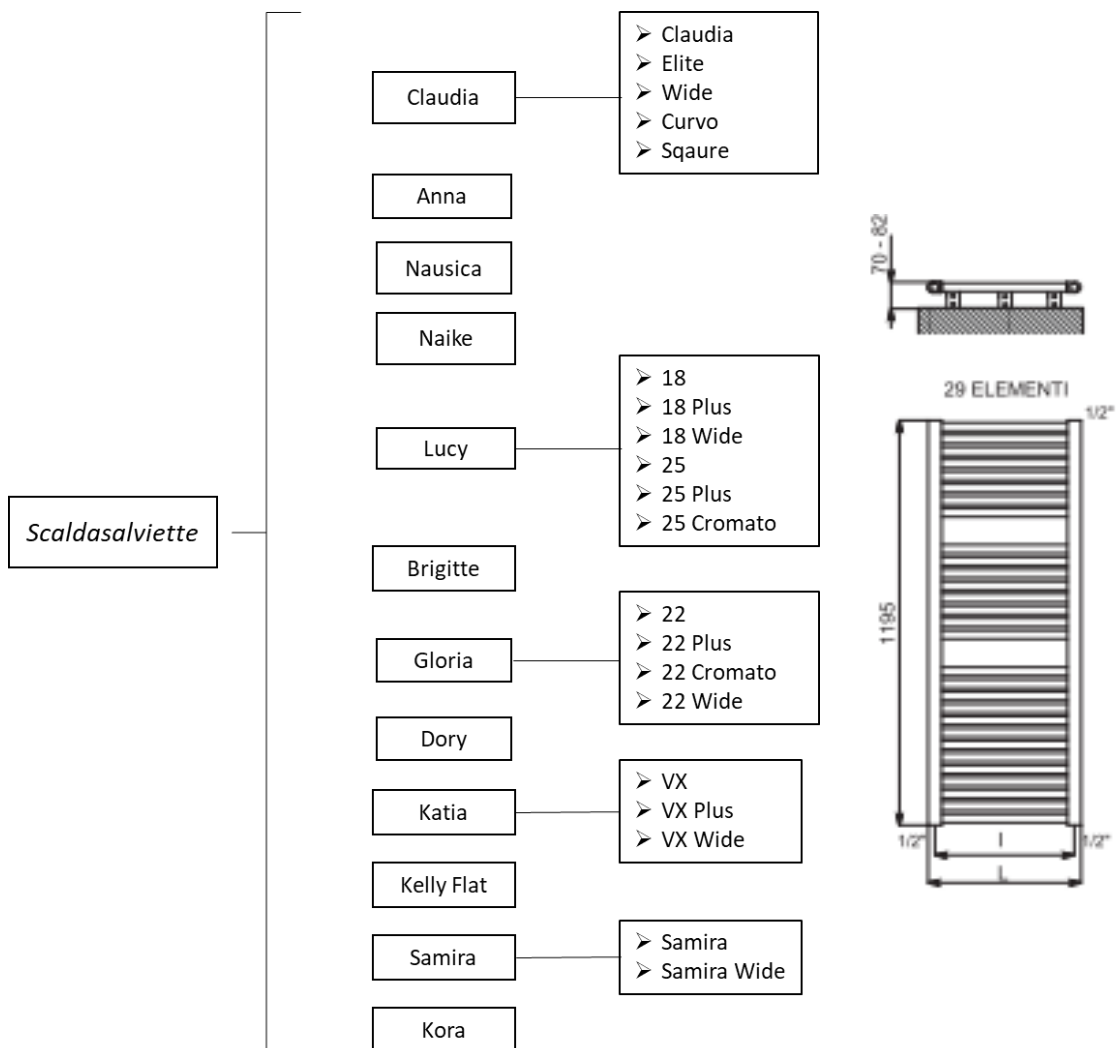 Scaldasalviette
Claudia
Claudia
Elite
Wide
Curvo
Sqaure
Anna
Nausica
Naike
Lucy
18
18 Plus
18 Wide
25
25 Plus
25 Cromato
Brigitte
Gloria
22
22 Plus
22 Cromato
22 Wide
Dory
Katia
VX
VX Plus
VX Wide
Kelly Flat
Samira
Samira
Samira Wide
Kora
70 - 82
29 ELEMENTI
1/2"
1195
1/2"
I
1/2"
L